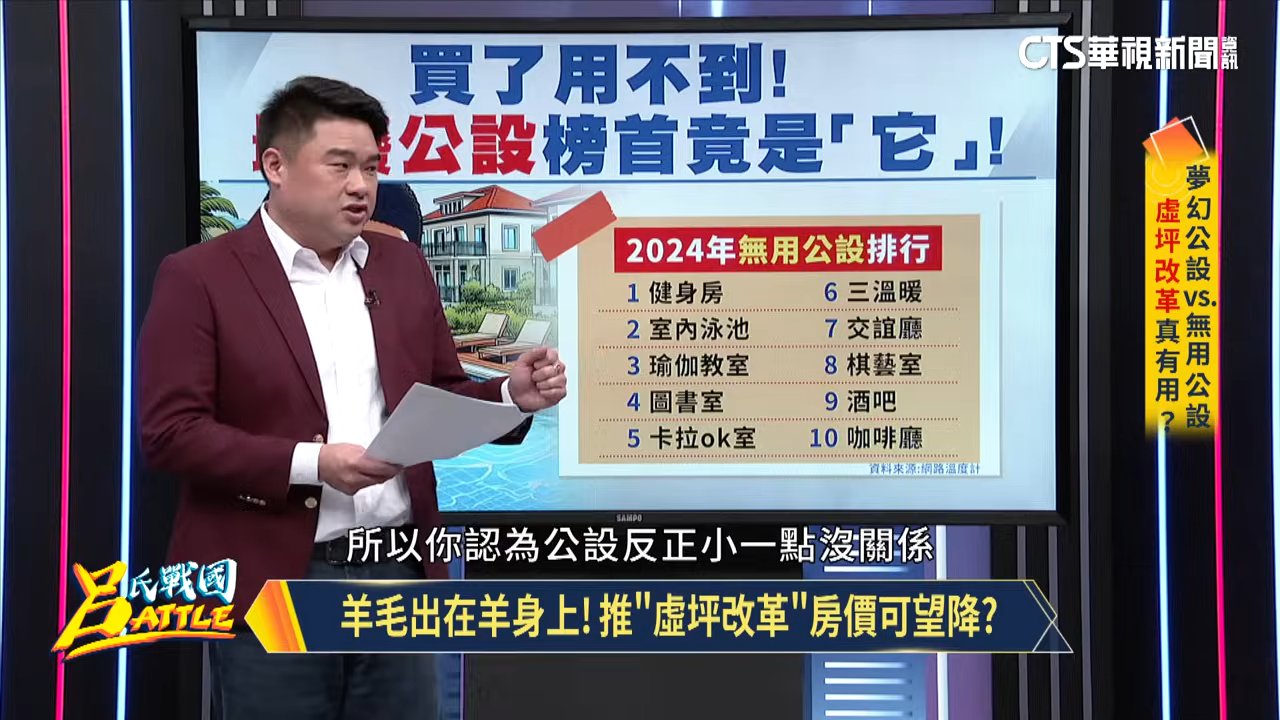 買了用不到!
公設榜首竟是「它」!
CTS華視新聞資訊
2024年無用公設排行
1 健身房
2 室內泳池
3 瑜伽教室
4 圖書室
5 卡拉ok室
6 三溫暖
7 交誼廳
8 棋藝室
9 酒吧
10 咖啡廳
資料來源:網路溫度計
SAMPO
夢幻公設vs.無用公設
虛坪改革真有用?
所以你認為公設反正小一點沒關係
呂氏戰國
BATTLE
羊毛出在羊身上! 推"虛坪改革"房價可望降?